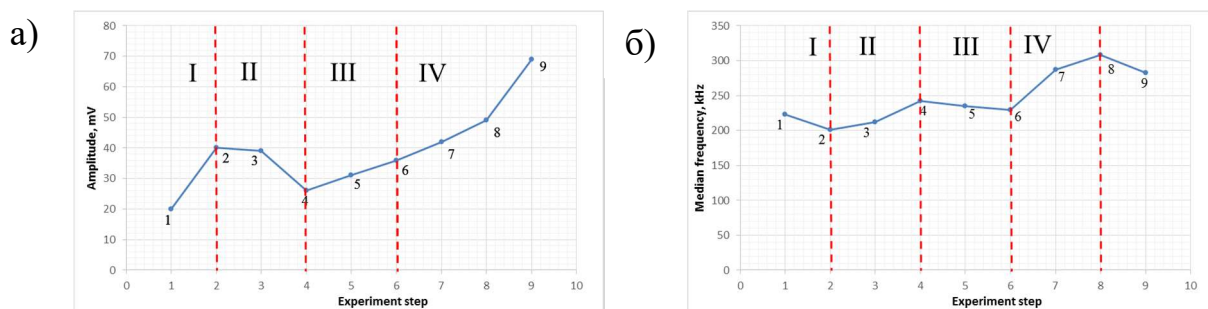 а)
Amplitude, mV
80
70
60
50
40
30
20
10
0
I II III IV
1 2 3 4 5 6 7 8 9
0 1 2 3 4 5 6 7 8 9 10
Experiment step
б)
Median frequency, kHz
350
300
250
200
150
100
50
0
I II III IV
1 2 3 4 5 6 7 8 9
0 1 2 3 4 5 6 7 8 9 10
Experiment step